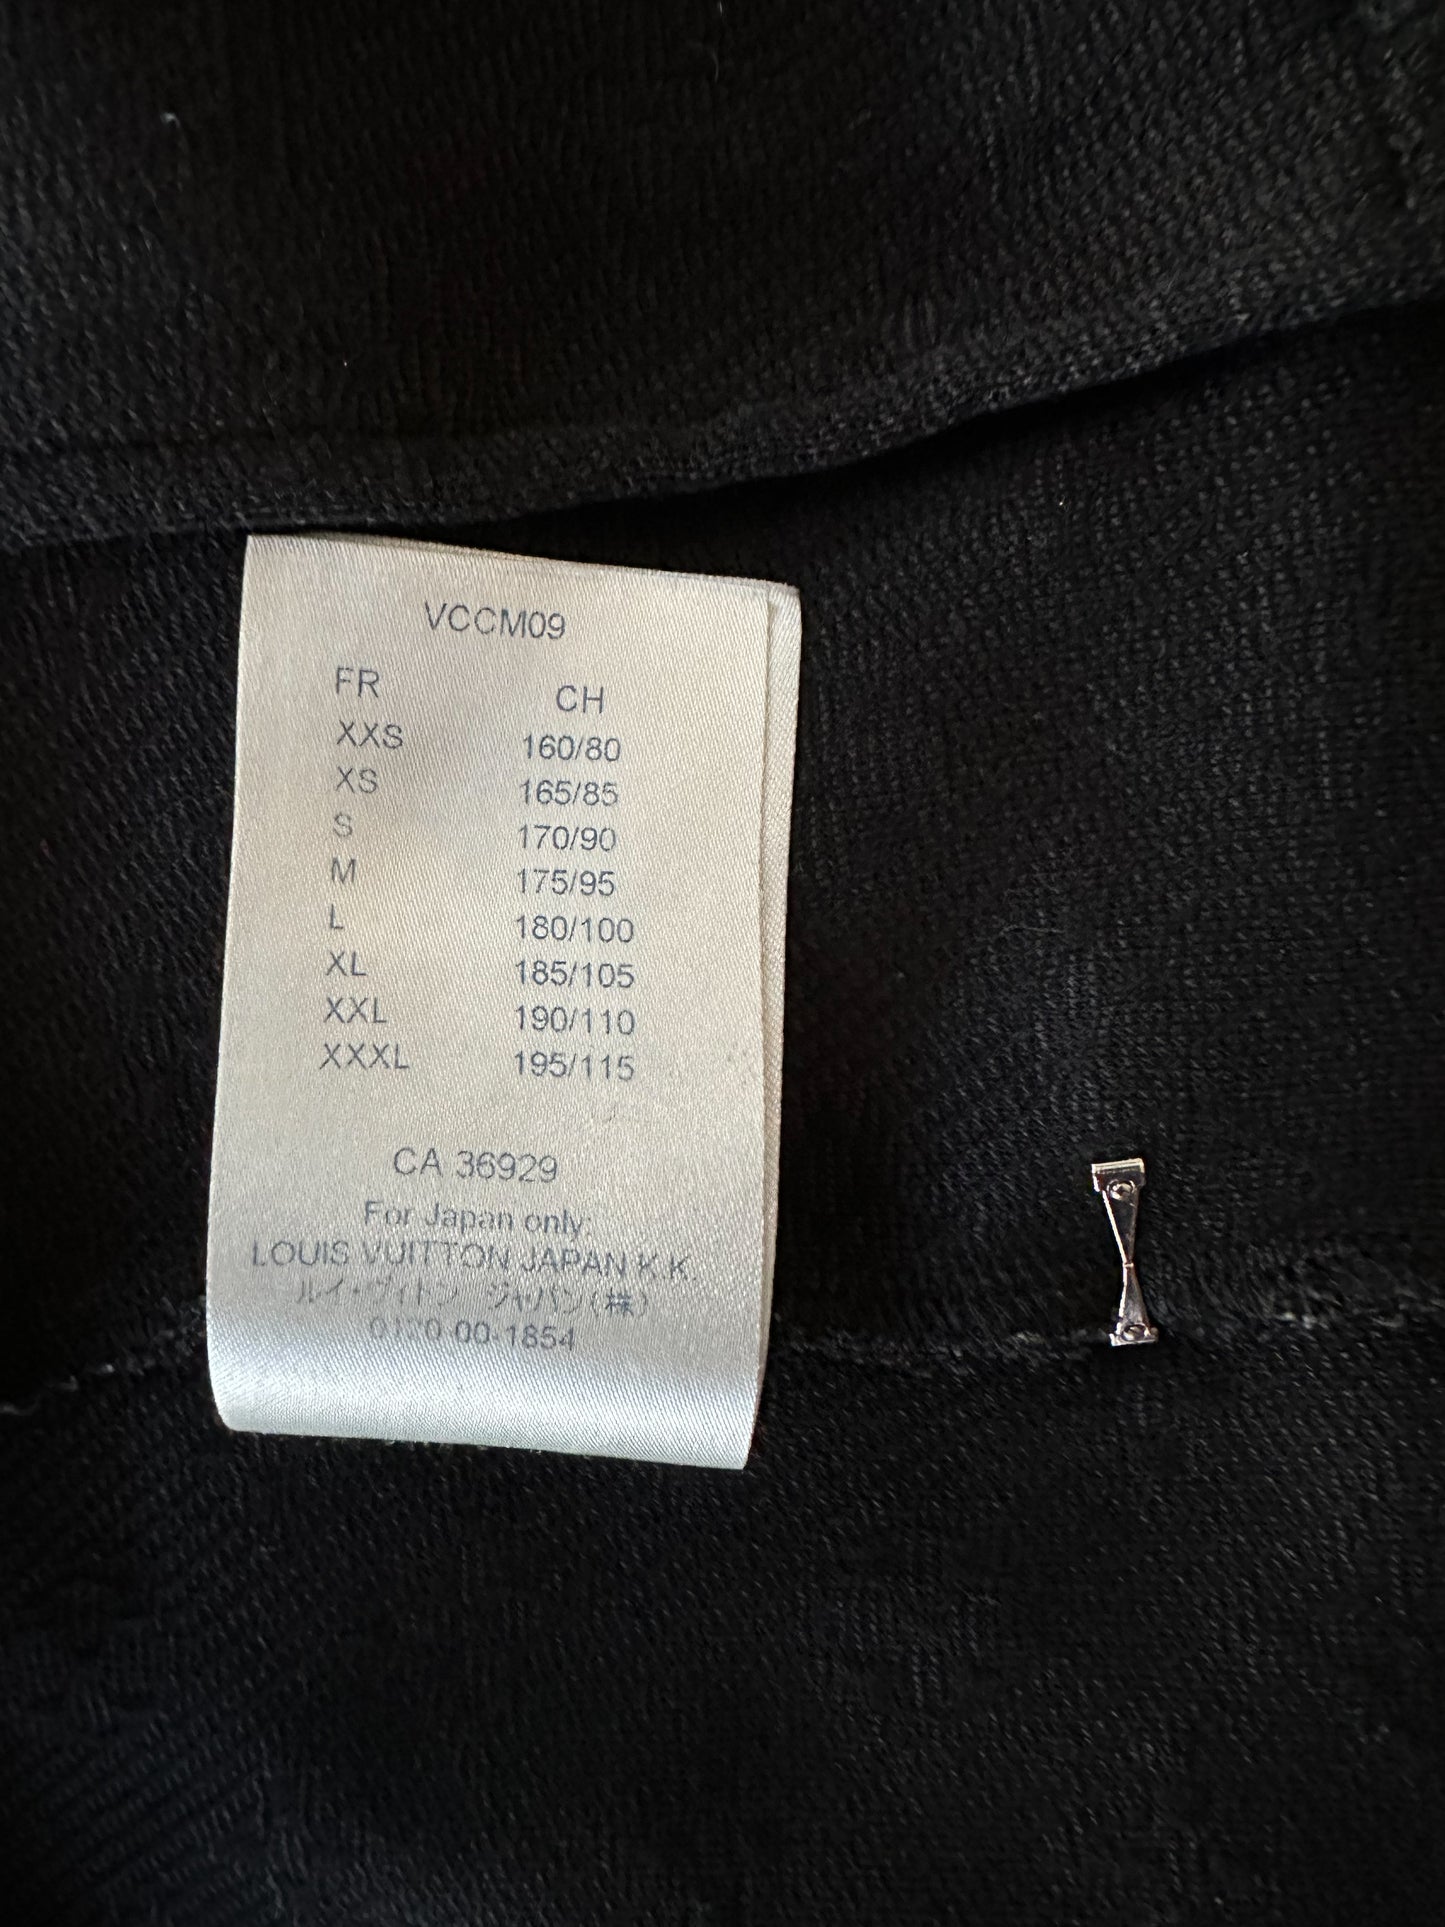 VCCM09
FR CH
XXS 160/80
XS 165/85
S 170/90
M 175/95
L 180/100
XL 185/105
XXL 190/110
XXXL 195/115
CA 36929
For Japan only:
LOUIS VUITTON JAPAN K.K.
ルイ・ヴィトン ジャパン(株)
0120-00-1854